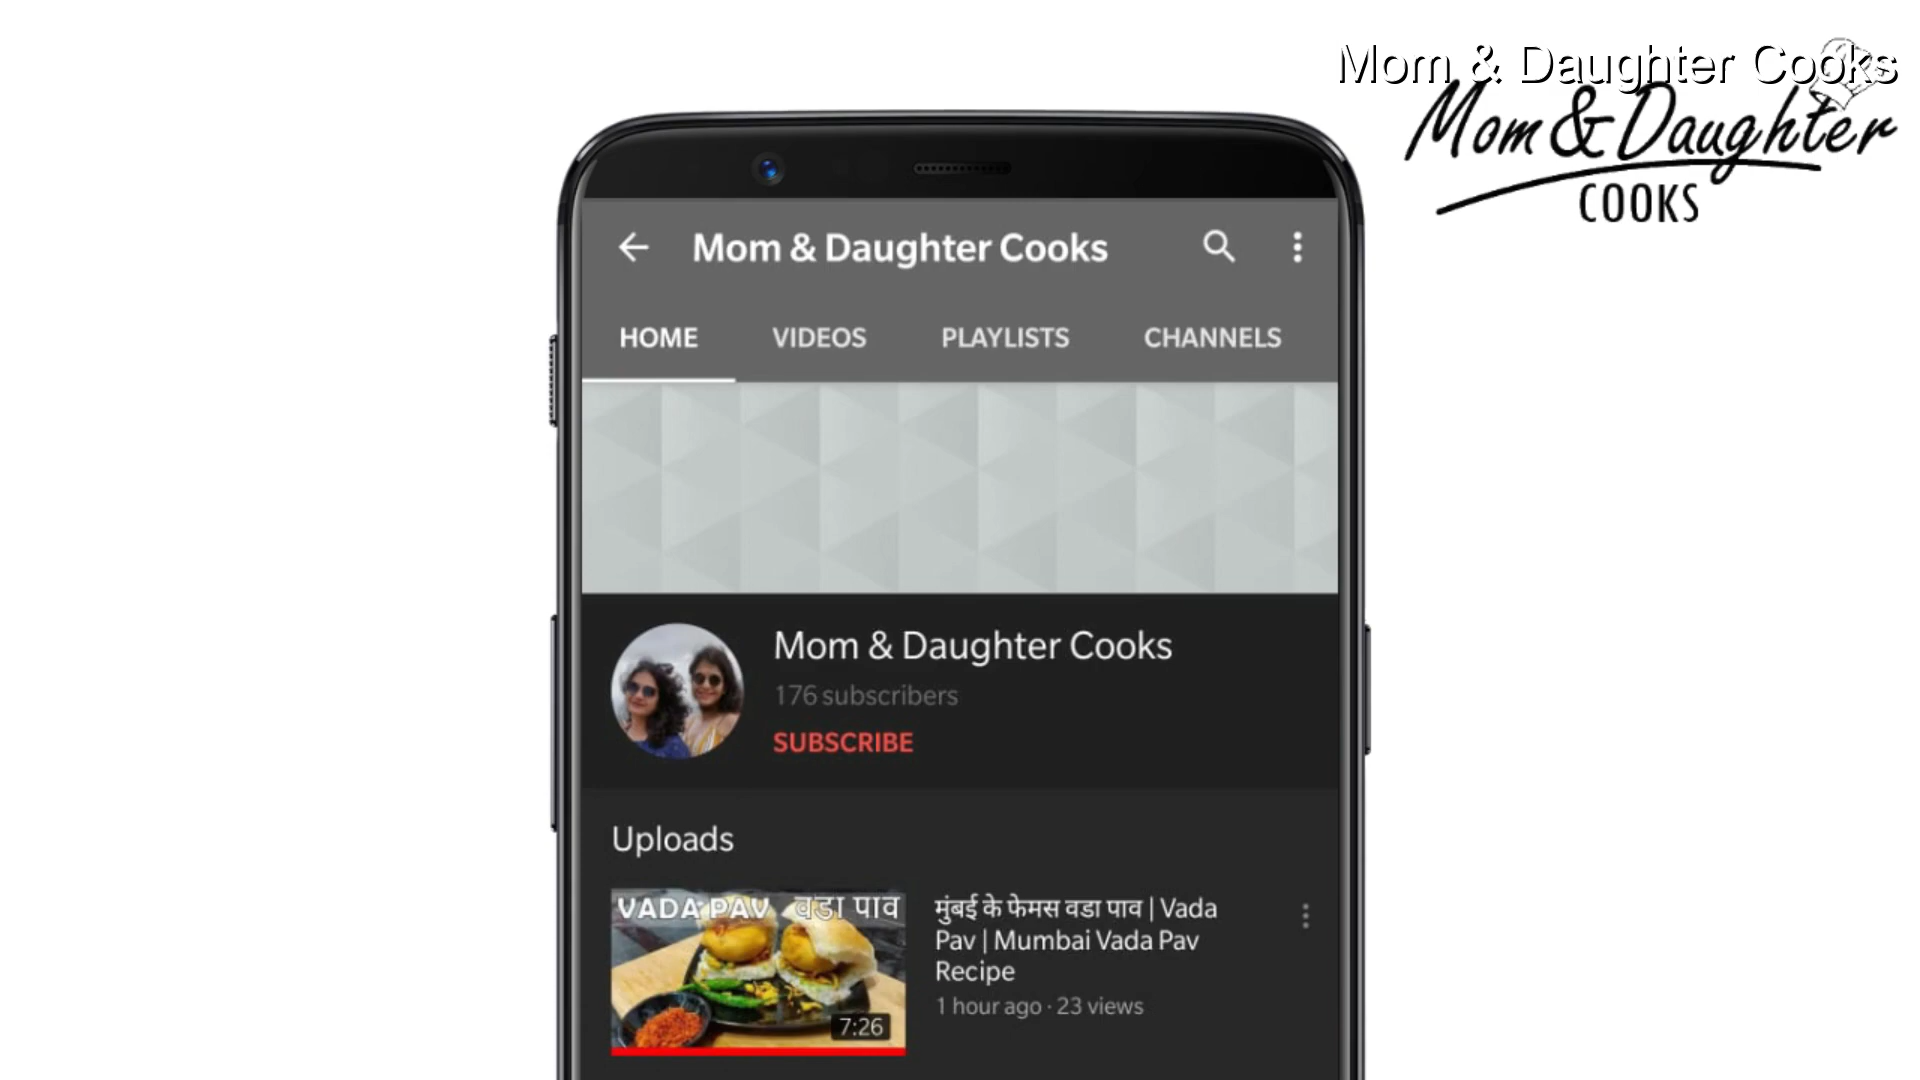 Mom & Daughter Cooks
Mom & Daughter
COOKS
Mom & Daughter Cooks
HOME VIDEOS PLAYLISTS CHANNELS
Mom & Daughter Cooks
176 subscribers
SUBSCRIBE
Uploads
VADA PAV वडा पाव
7:26
मुंबई के फेमस वडा पाव | Vada
Pav | Mumbai Vada Pav
Recipe
1 hour ago · 23 views